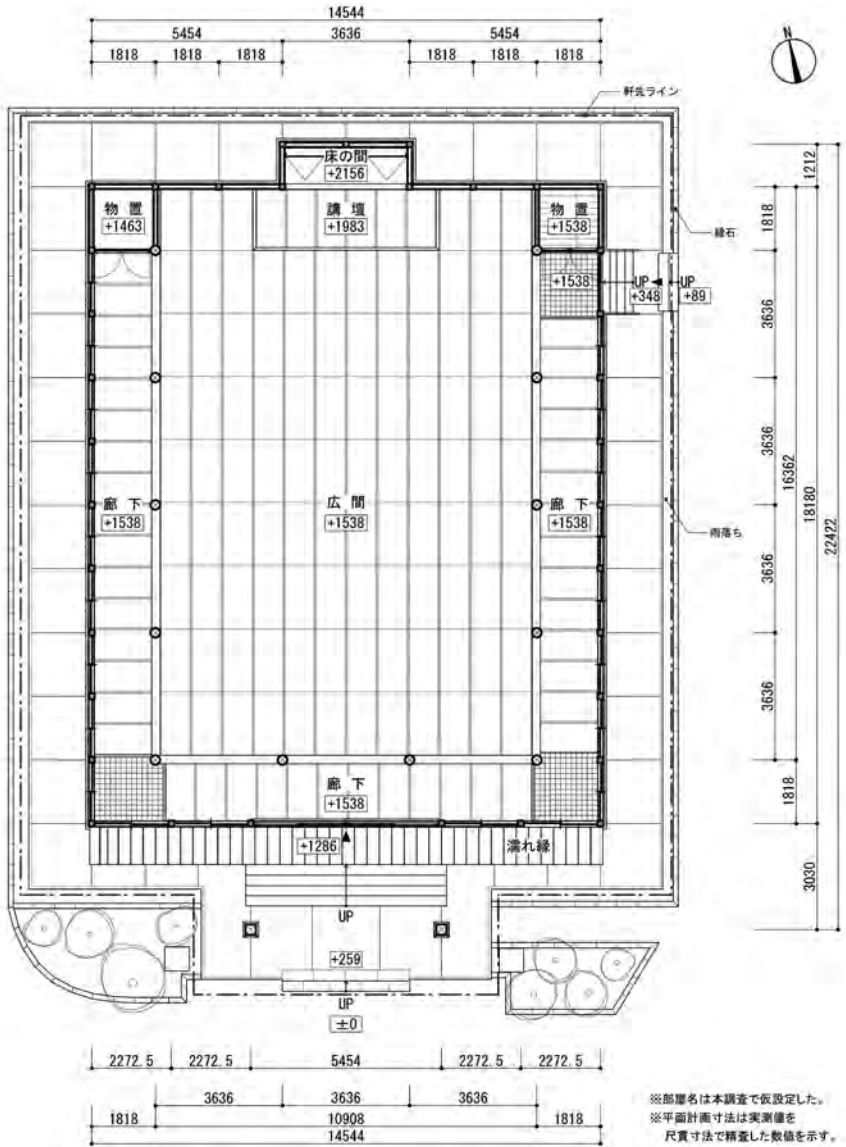 14544
5454 3636 5454
1818 1818 1818 1818 1818 1818
N
軒先ライン
床の間
+2156
1212
物置 講壇 物置
+1463 +1983 +1538
1818
縁石
+1538 UP UP
+348 +89
3636
3636
16362
18180
22422
廊下 広間 廊下
+1538 +1538 +1538
雨落ち
3636
3636
廊下
+1538
1818
+1286 濡れ縁
3030
UP
+259
UP
±0
2272.5 2272.5 5454 2272.5 2272.5
3636 3636 3636
1818 10908 1818
14544
※部屋名は本調査で仮設定した。
※平面計画寸法は実測値を
尺貫寸法で精査した数値を示す。